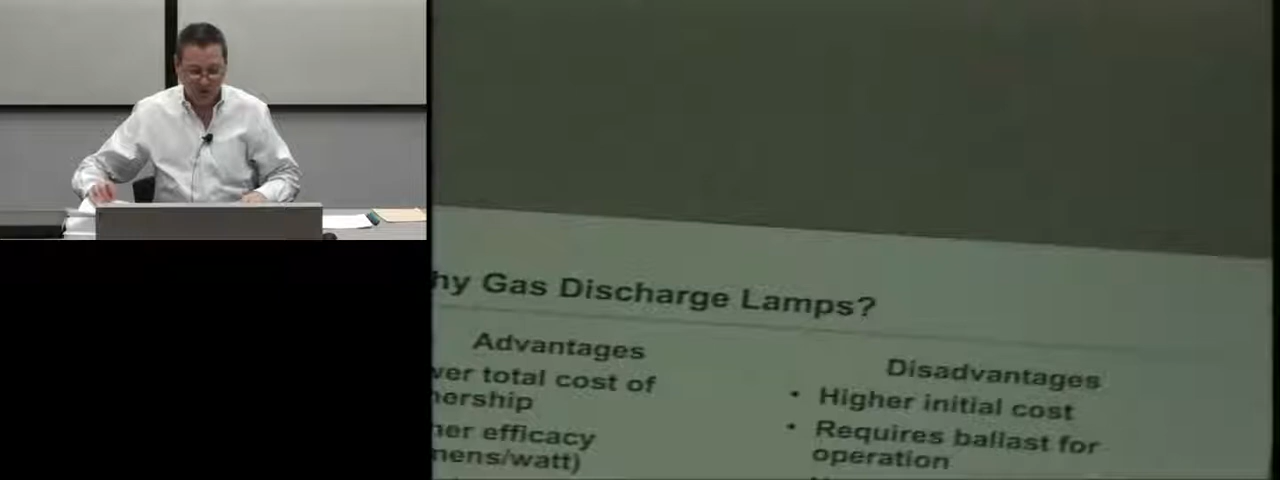 hy Gas Discharge Lamps?
Advantages
wer total cost of
nership
her efficacy
mens/watt)
Disadvantages
• Higher initial cost
• Requires ballast for
operation